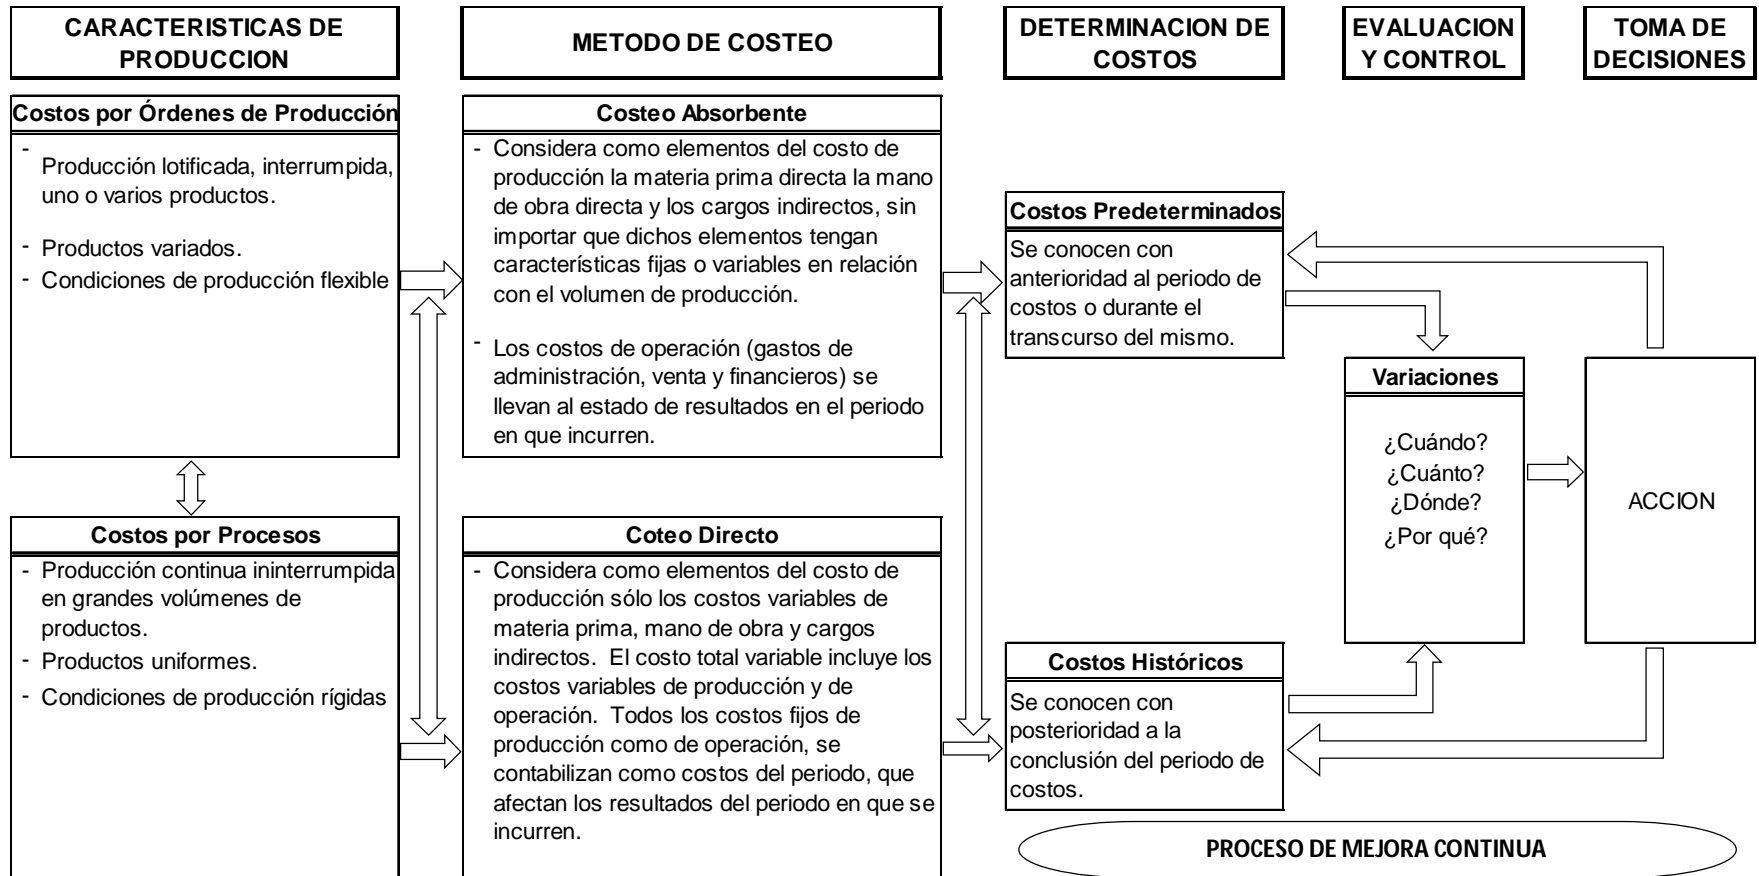 CARACTERISTICAS DE
PRODUCCION
METODO DE COSTEO
DETERMINACION DE
COSTOS
EVALUACION
Y CONTROL
TOMA DE
DECISIONES
Costos por Órdenes de Producción
-
Producción lotificada, interrumpida,
uno o varios productos.
- Productos variados.
- Condiciones de producción flexible
Costeo Absorbente
- Considera como elementos del costo de
producción la materia prima directa la mano
de obra directa y los cargos indirectos, sin
importar que dichos elementos tengan
características fijas o variables en relación
con el volumen de producción.
- Los costos de operación (gastos de
administración, venta y financieros) se
llevan al estado de resultados en el periodo
en que incurren.
Costos Predeterminados
Se conocen con
anterioridad al periodo de
costos o durante el
transcurso del mismo.
Variaciones
¿Cuándo?
¿Cuánto?
¿Dónde?
¿Por qué?
ACCION
Costos por Procesos
- Producción continua ininterrumpida
en grandes volúmenes de
productos.
- Productos uniformes.
- Condiciones de producción rígidas
Coteo Directo
- Considera como elementos del costo de
producción sólo los costos variables de
materia prima, mano de obra y cargos
indirectos. El costo total variable incluye los
costos variables de producción y de
operación. Todos los costos fijos de
producción como de operación, se
contabilizan como costos del periodo, que
afectan los resultados del periodo en que se
incurren.
Costos Históricos
Se conocen con
posterioridad a la
conclusión del periodo de
costos.
PROCESO DE MEJORA CONTINUA